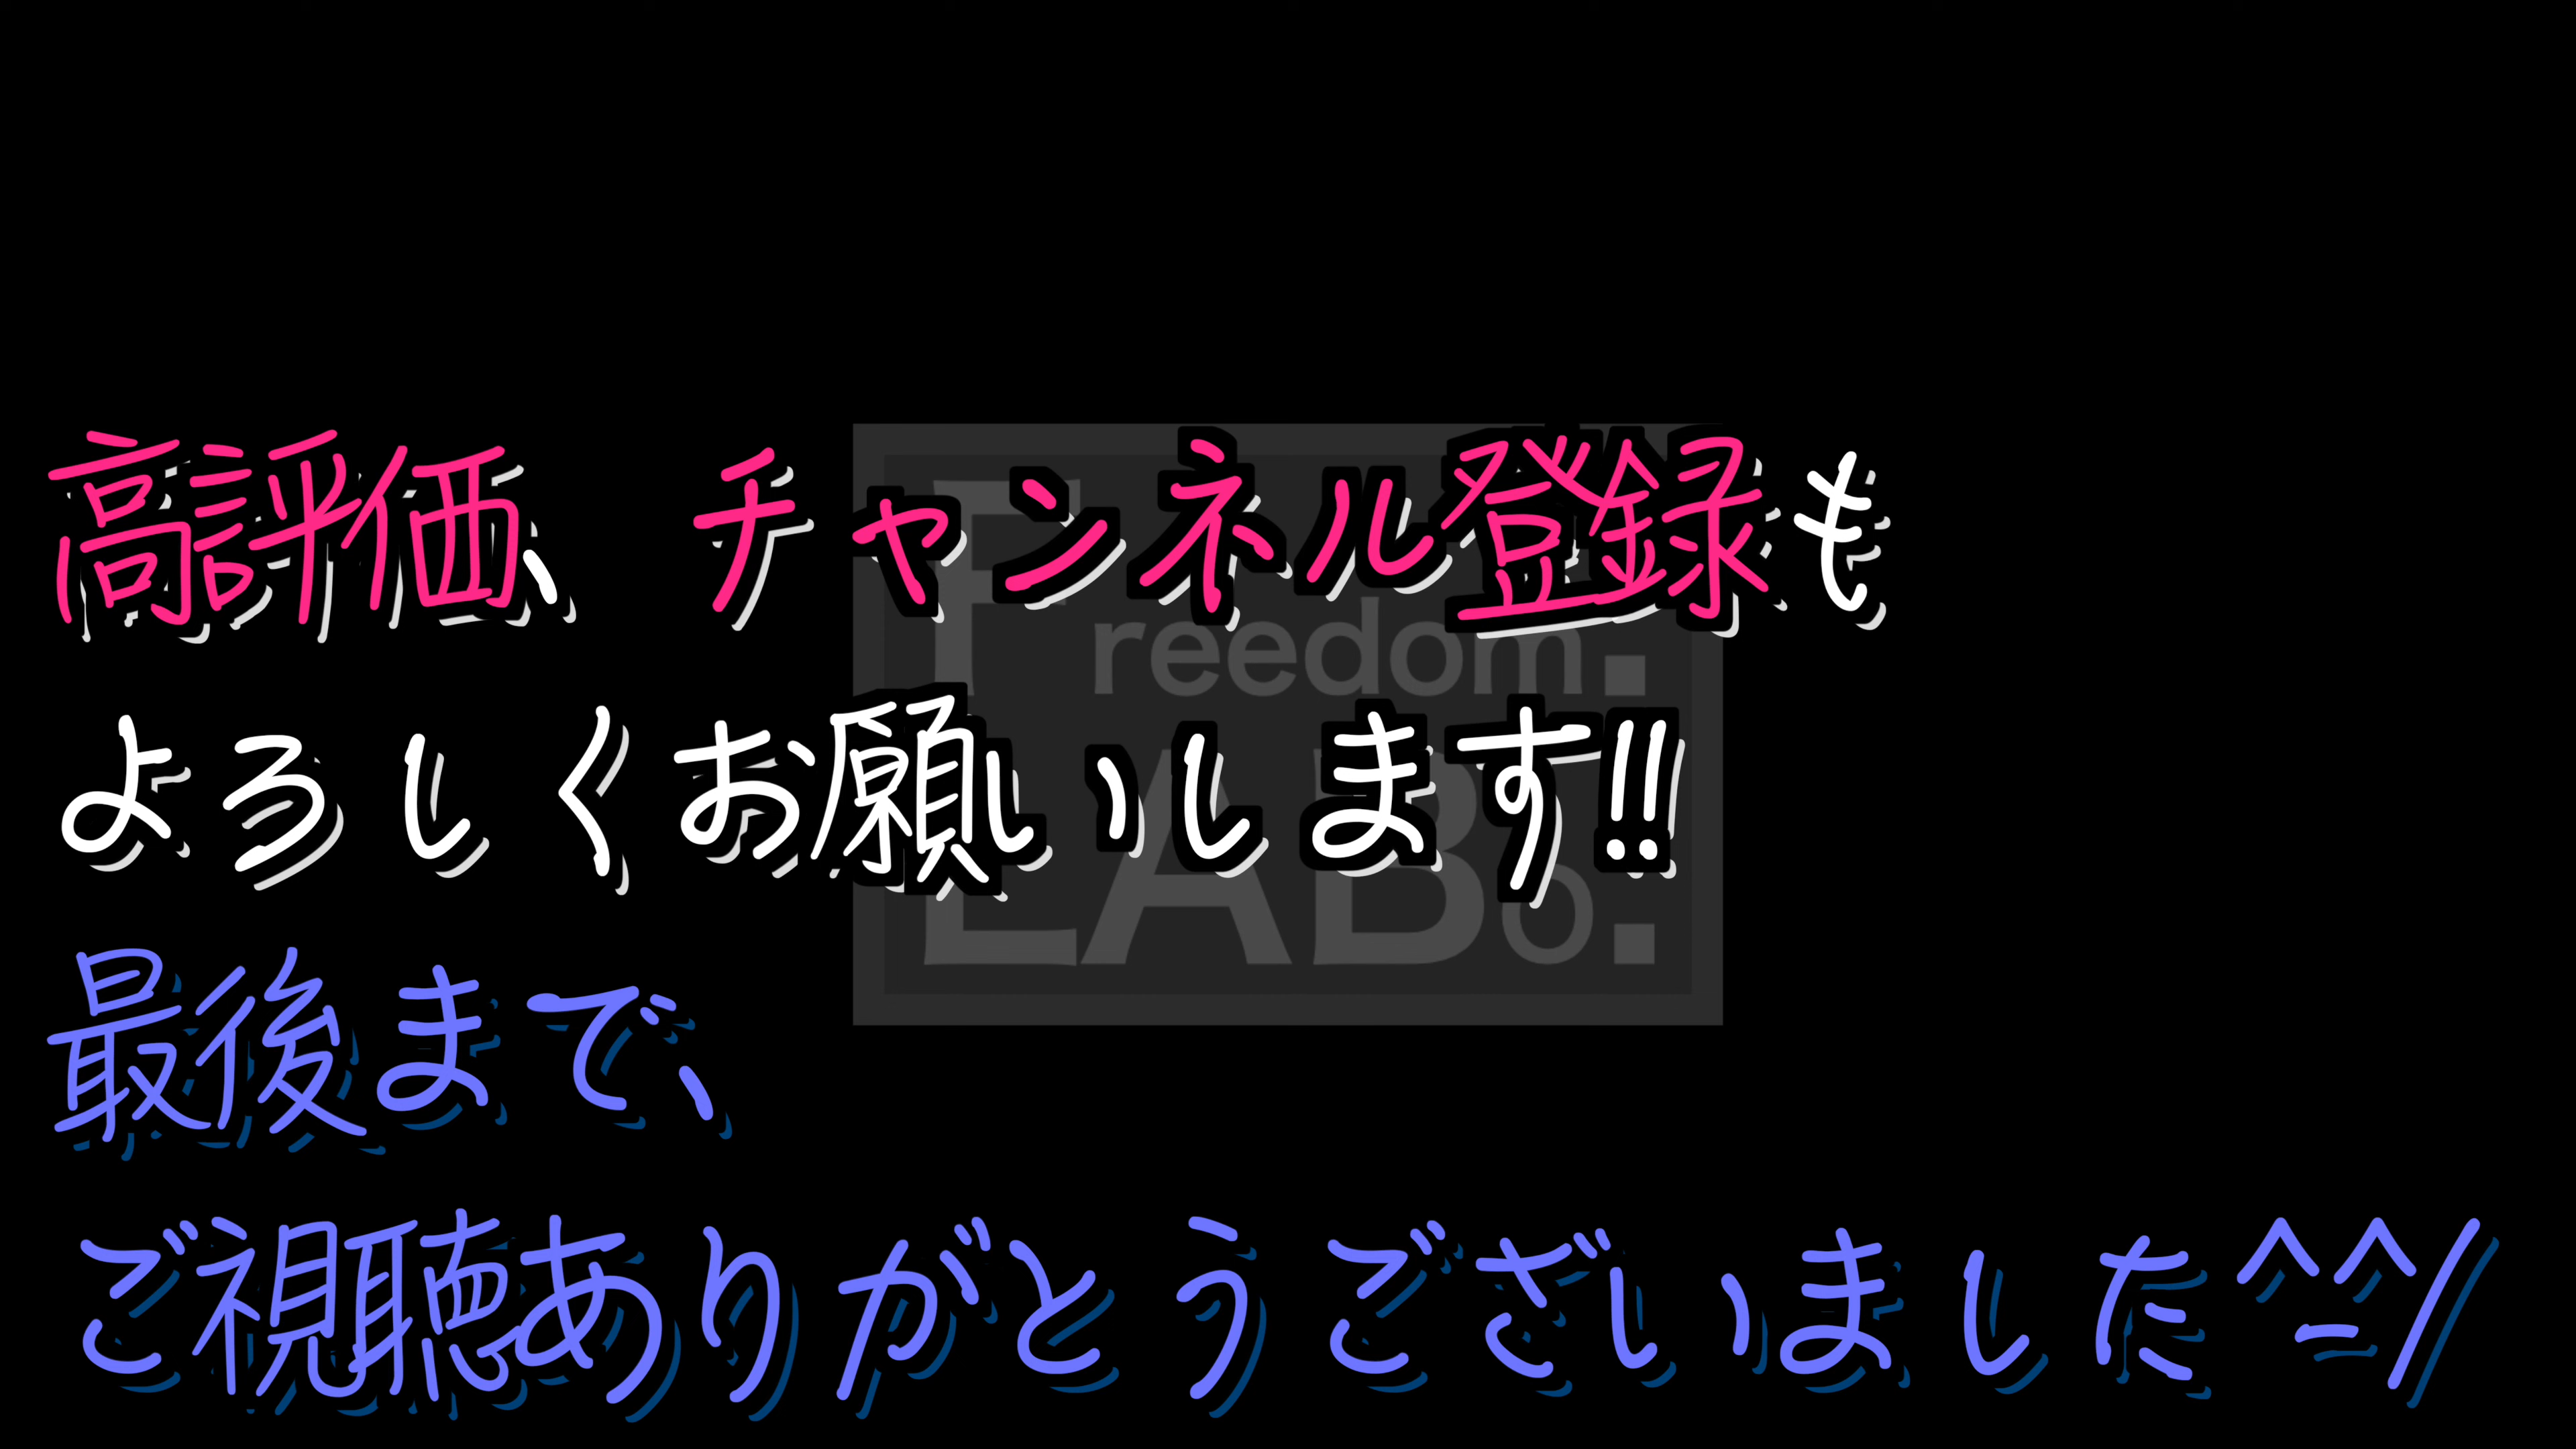 高評価、チャンネル登録も
よろしくお願いします!!
最後まで、
ご視聴ありがとうございました^_^/
Freedom.
LABo.